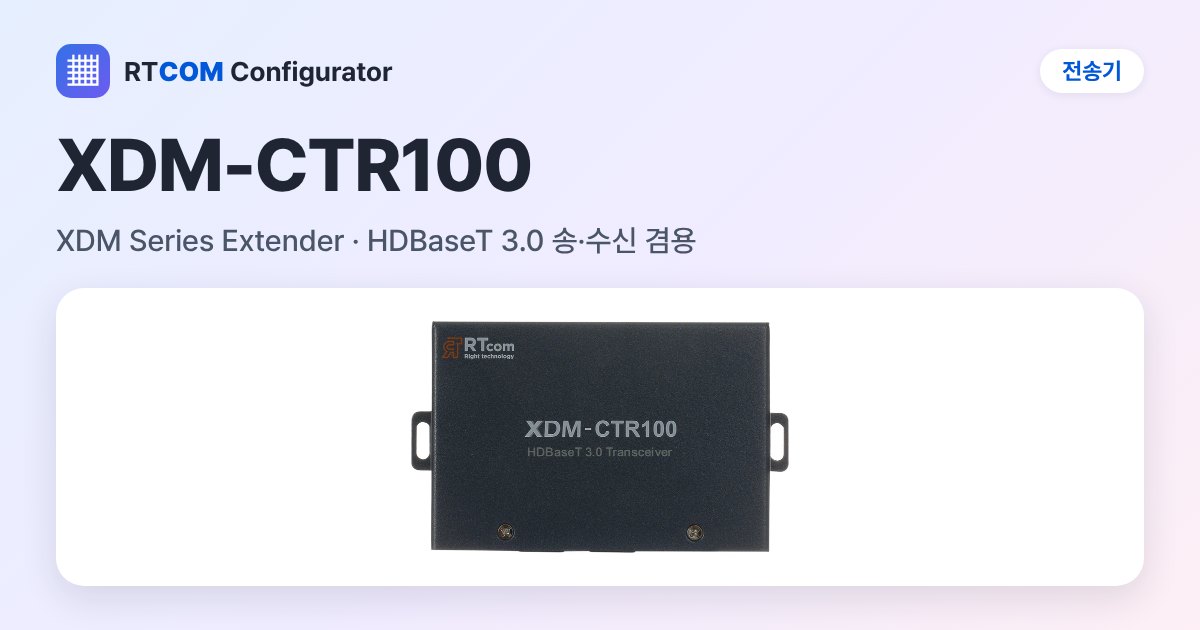 RTCOM Configurator
전송기
XDM-CTR100
XDM Series Extender · HDBaseT 3.0 송·수신 겸용
RTcom
Right technology
XDM-CTR100
HDBaseT 3.0 Transceiver